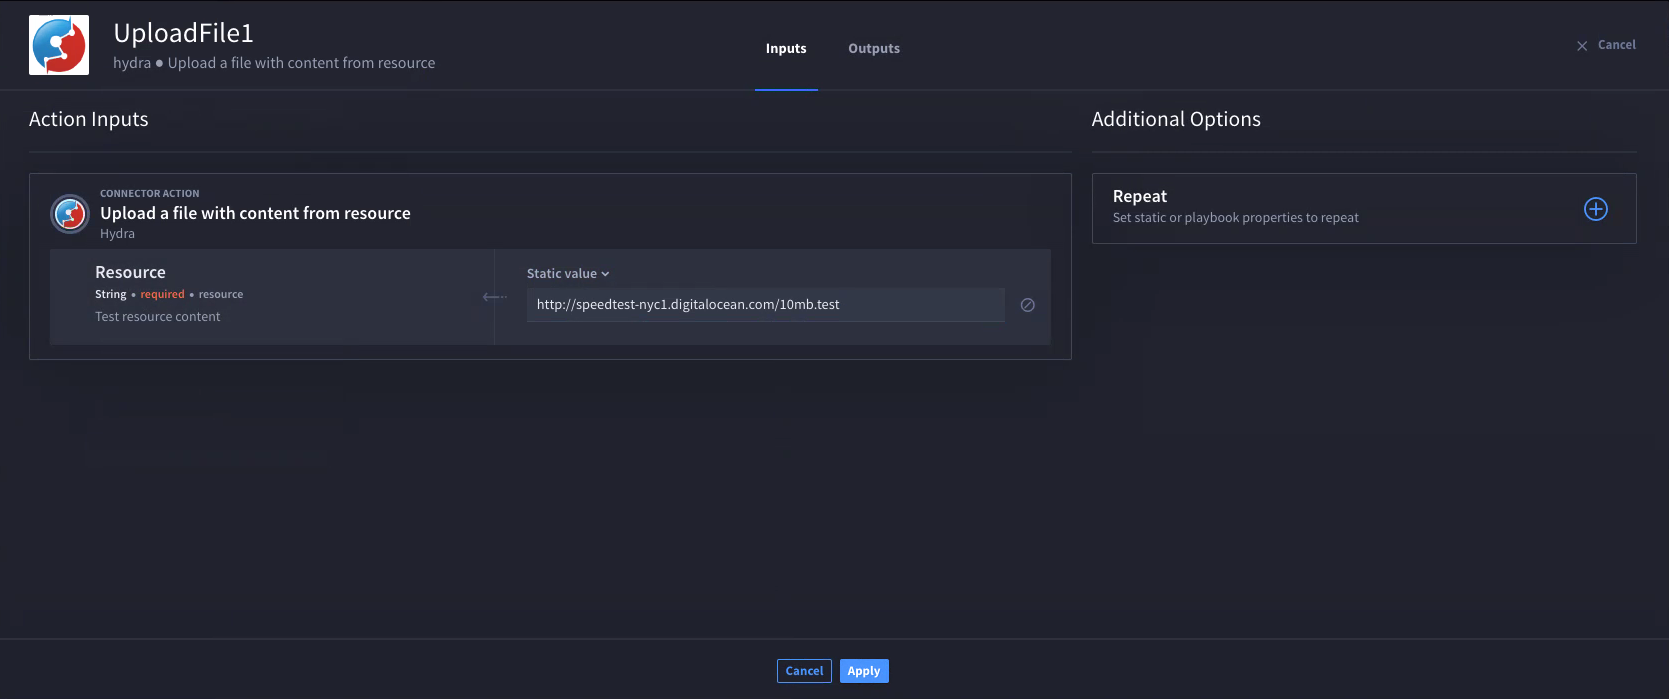 UploadFile1
hydra ● Upload a file with content from resource
Inputs
Outputs
Cancel
Action Inputs
CONNECTOR ACTION
Upload a file with content from resource
Hydra
Resource
String • required • resource
Test resource content
Static value
http://speedtest-nyc1.digitalocean.com/10mb.test
Additional Options
Repeat
Set static or playbook properties to repeat
Cancel
Apply